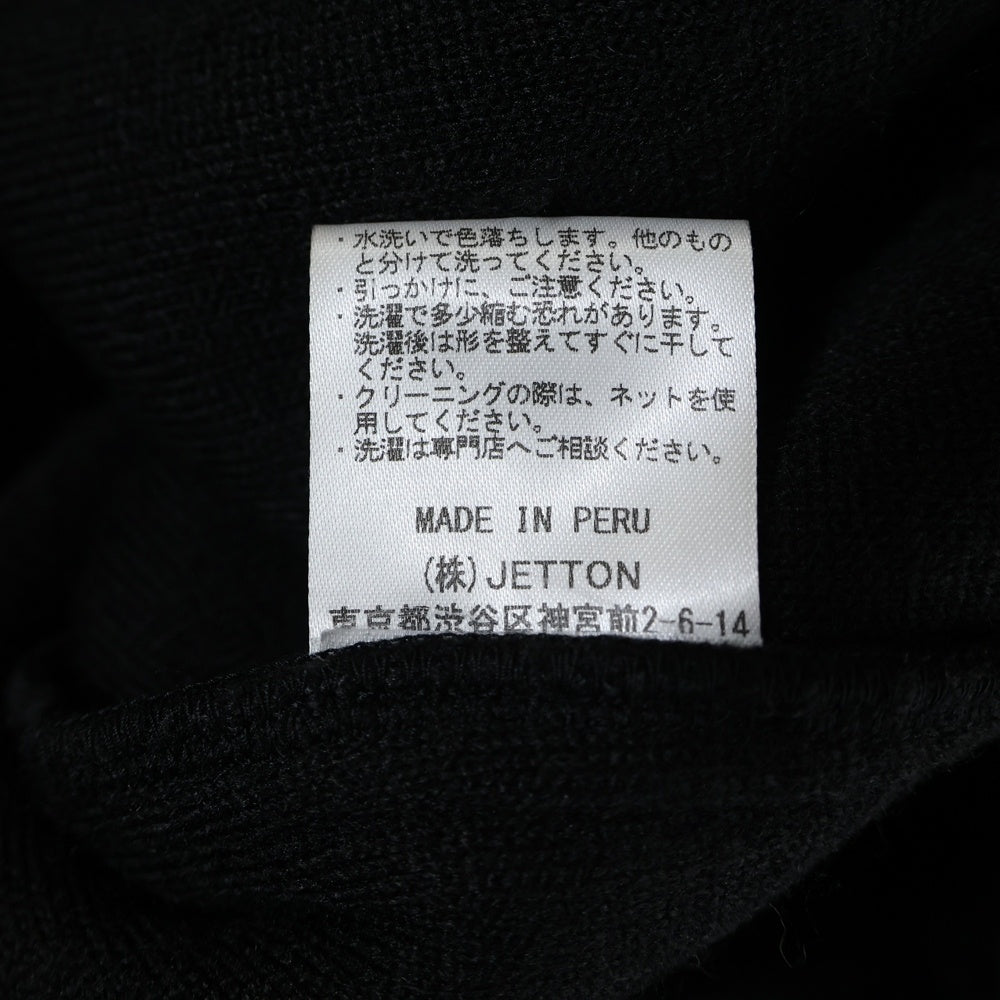 ・水洗いで色落ちします。他のもの
と分けて洗ってください。
・引っかけに、ご注意ください。
・洗濯で多少縮む恐れがあります。
洗濯後は形を整えてすぐに干して
ください。
・クリーニングの際は、ネットを使
用してください。
・洗濯は専門店へご相談ください。
MADE IN PERU
(株)JETTON
東京都渋谷区神宮前2-6-14